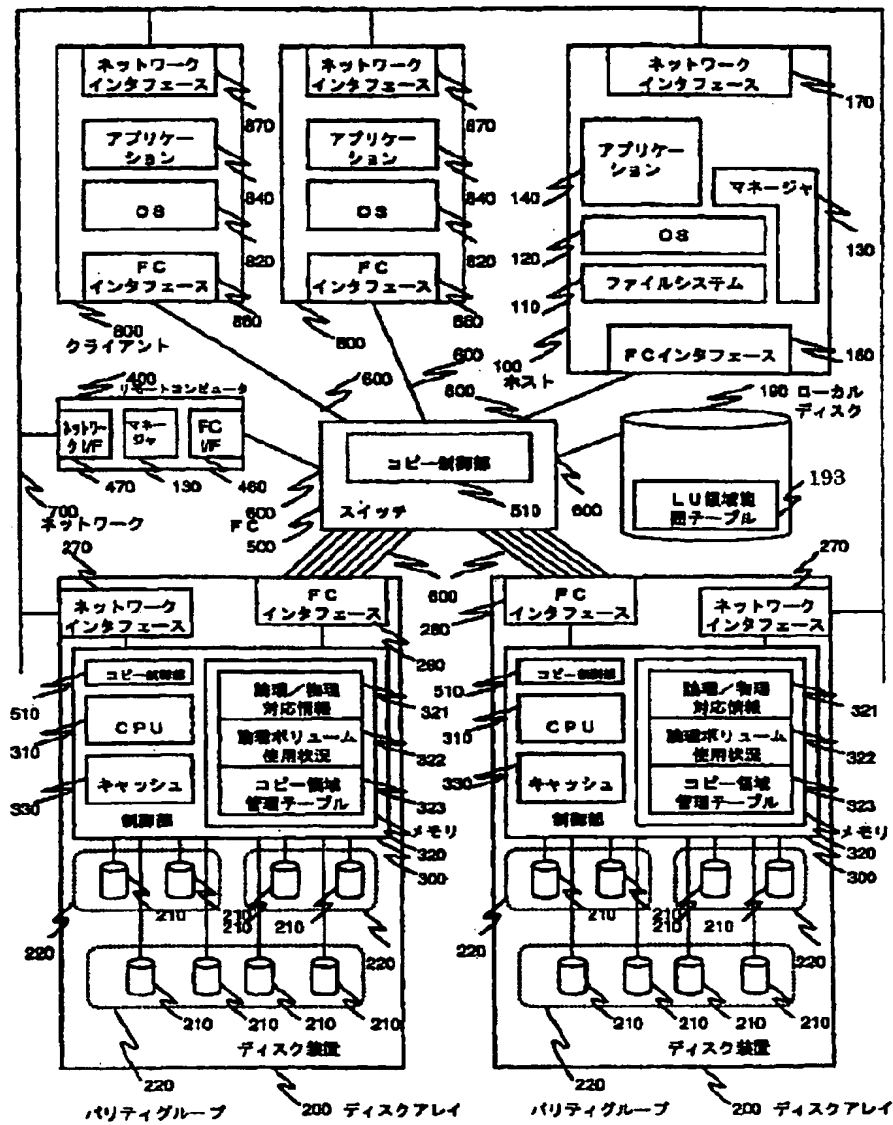 ネットワーク
インタフェース
870
アプリケー
ション
840
OS
820
FC
インタフェース
860
800
クライアント
ネットワーク
インタフェース
870
アプリケー
ション
840
OS
820
FC
インタフェース
860
800
ネットワーク
インタフェース
170
アプリケー
ション
140
マネージャ
130
OS
120
ファイルシステム
110
FCインタフェース
160
100
ホスト
600
600
600
400
リモートコンピュータ
ネットワー
クI/F
マネー
ジャ
FC
I/F
470
130
460
700
ネットワーク
コピー制御部
510
スイッチ
600
FC
500
600
190 ローカル
ディスク
LU領域範
囲テーブル
193
600
270
ネットワーク
インタフェース
FC
インタフェース
260
コピー制御部
510
CPU
310
キャッシュ
330
制御部
論理/物理
対応情報
321
論理ボリューム
使用状況
322
コピー領域
管理テーブル
323
メモリ
320
300
210
210
210
210
220
220
210
210
210
210
ディスク装置
220
パリティグループ
200 ディスクアレイ
FC
インタフェース
260
270
ネットワーク
インタフェース
コピー制御部
510
CPU
310
キャッシュ
330
制御部
論理/物理
対応情報
321
論理ボリューム
使用状況
322
コピー領域
管理テーブル
323
メモリ
320
300
210
210
210
210
220
220
210
210
210
210
ディスク装置
220
パリティグループ
200 ディスクアレイ